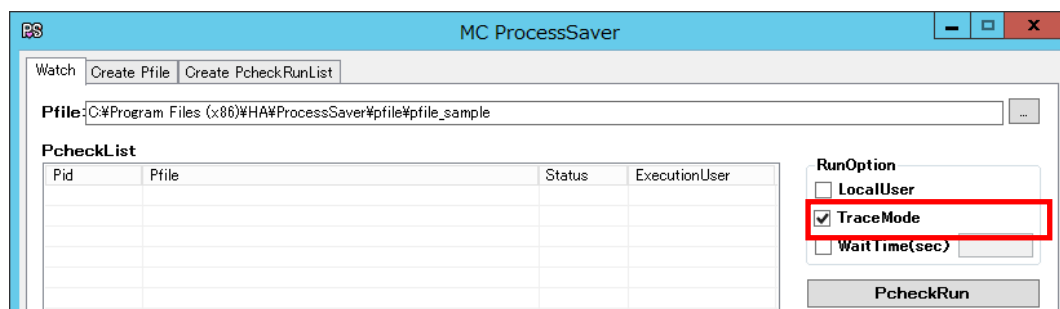 PS MC ProcessSaver
Watch Create Pfile Create PcheckRunList
Pfile: C:¥Program Files (x86)¥HA¥ProcessSaver¥pfile¥pfile_sample ...
PcheckList
Pid Pfile Status ExecutionUser
RunOption
LocalUser
TraceMode
WaitTime(sec)
PcheckRun